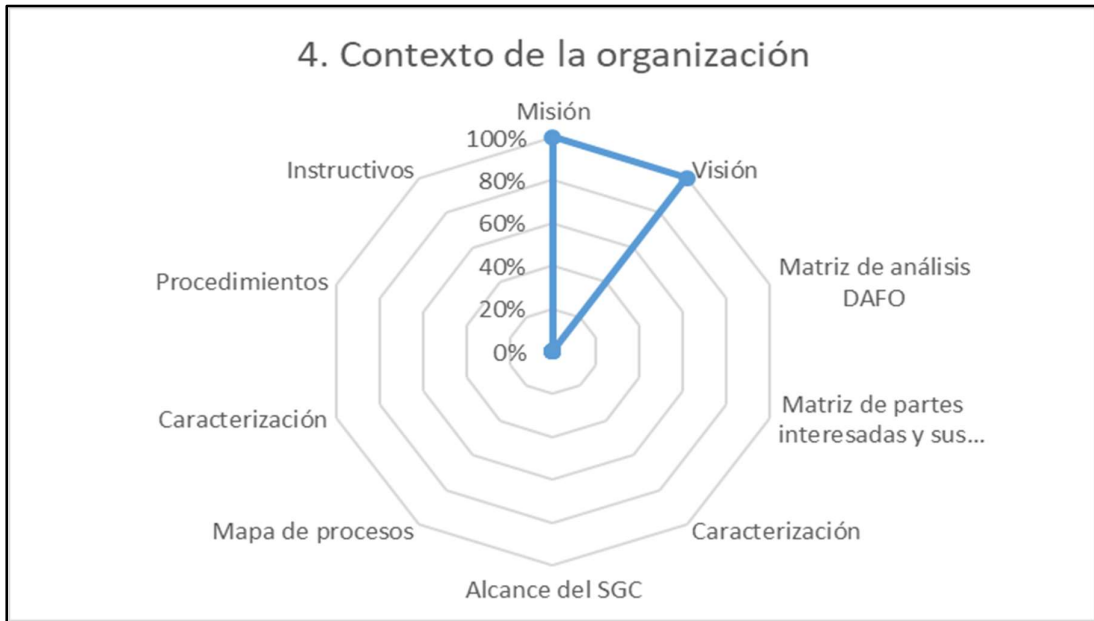 4. Contexto de la organización
Misión
100%
Instructivos
Visión
80%
60%
Procedimientos
Matriz de análisis
DAFO
40%
20%
0%
Caracterización
Matriz de partes
interesadas y sus...
Mapa de procesos
Caracterización
Alcance del SGC